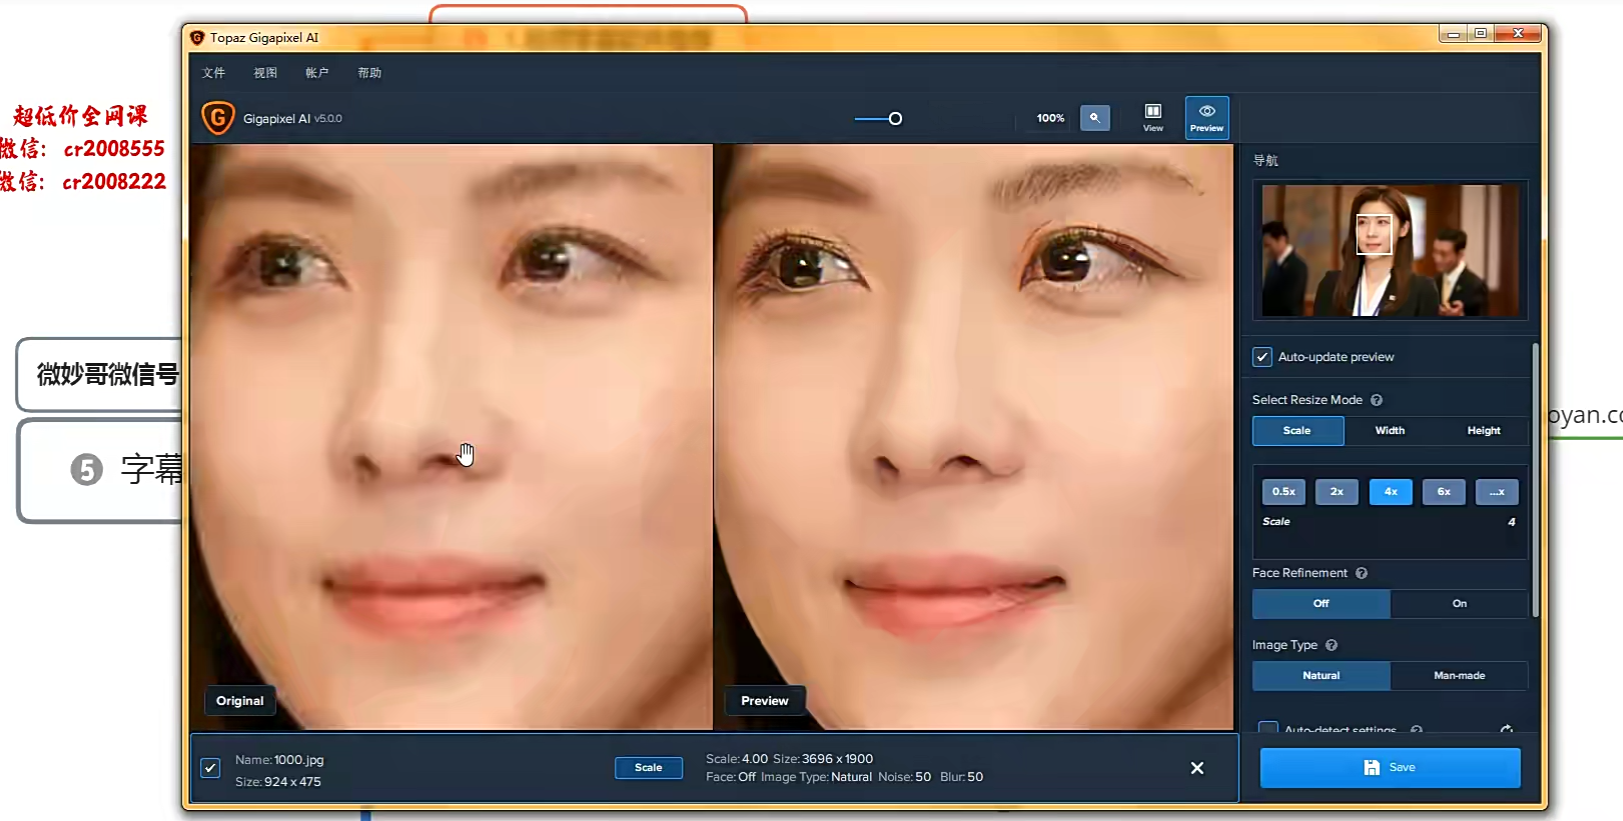 Topaz Gigapixel AI
文件 视图 帐户 帮助
Gigapixel AI v5.0.0
100%
View
Preview
超低价全网课
微信: cr2008555
微信: cr2008222
导航
Auto-update preview
Select Resize Mode
Scale Width Height
0.5x 2x 4x 6x ...x
Scale 4
Face Refinement
Off On
Image Type
Natural Man-made
Auto-detect settings
微妙哥微信号
5 字幕
oyan.co
Original
Preview
Name: 1000.jpg
Size: 924 x 475
Scale
Scale: 4.00 Size: 3696 x 1900
Face: Off Image Type: Natural Noise: 50 Blur: 50
Save